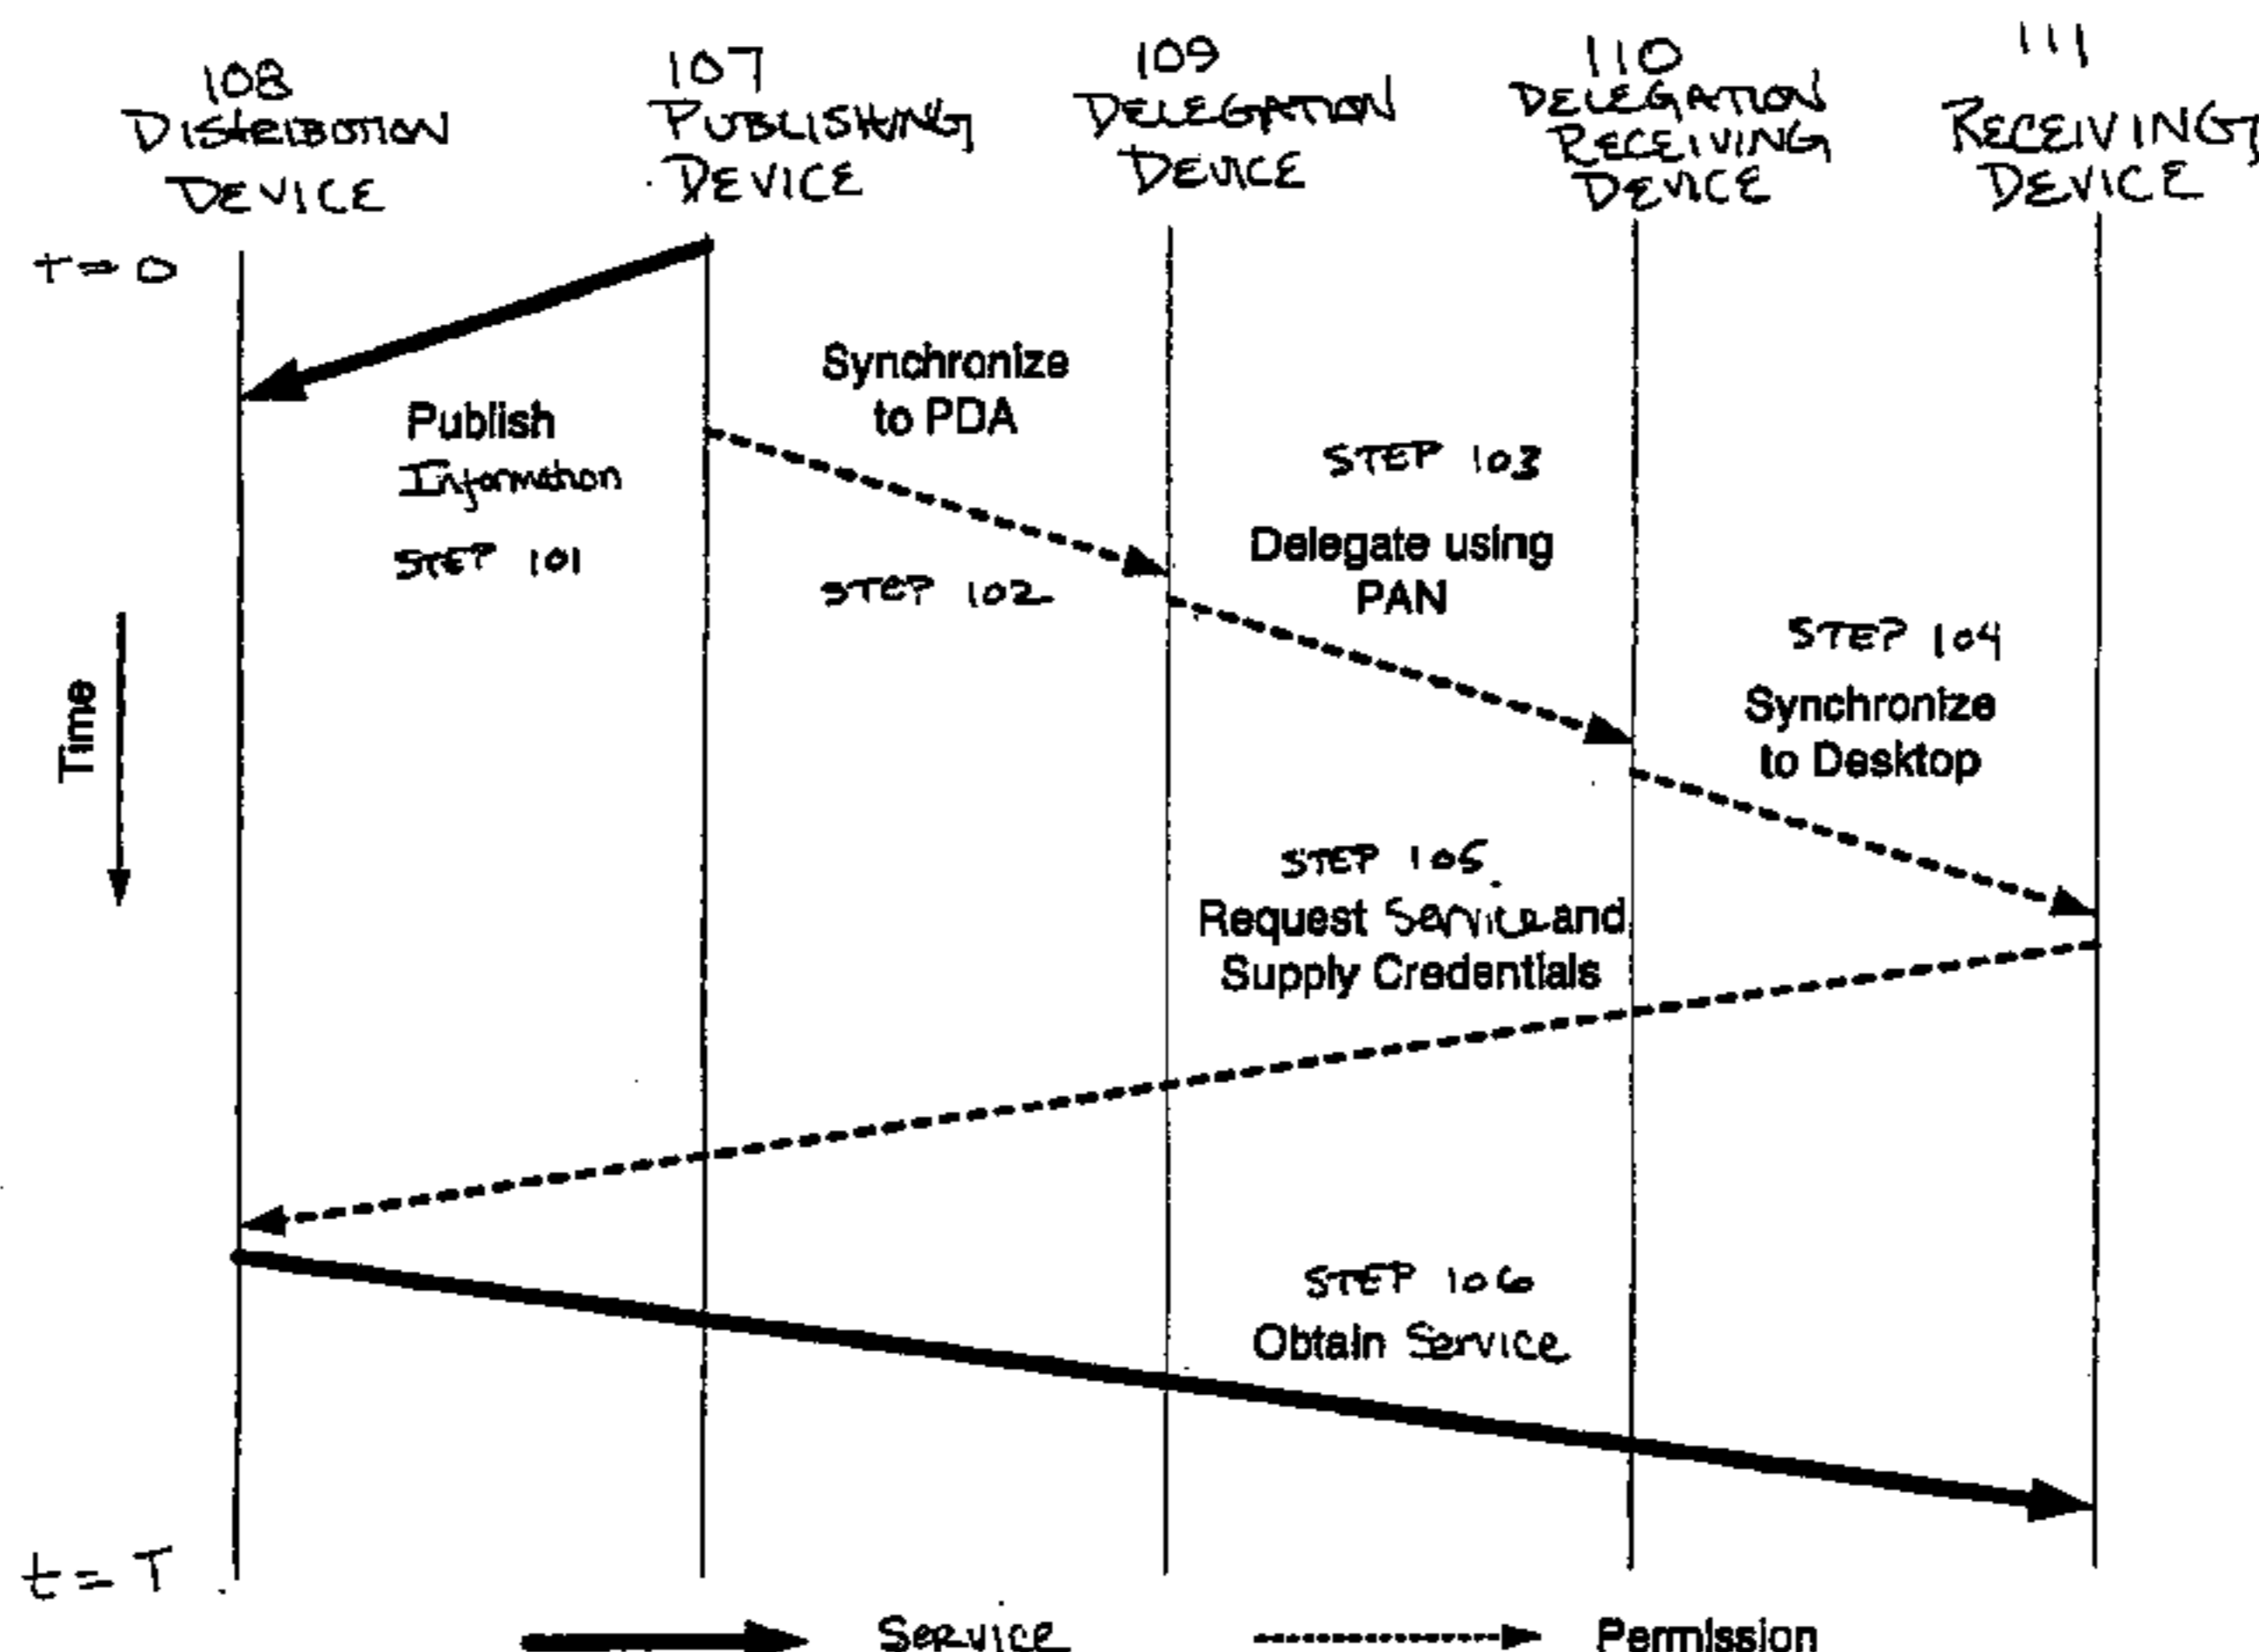 108
DISTRIBUTION
DEVICE
107
PUBLISHING
DEVICE
109
DELEGATION
DEVICE
110
DELEGATION
RECEIVING
DEVICE
111
RECEIVING
DEVICE
t=0
Publish
Information
STEP 101
Synchronize
to PDA
STEP 102
STEP 103
Delegate using
PAN
STEP 104
Synchronize
to Desktop
Time
STEP 105
Request Service and
Supply Credentials
STEP 106
Obtain Service
t=T
Service
Permission